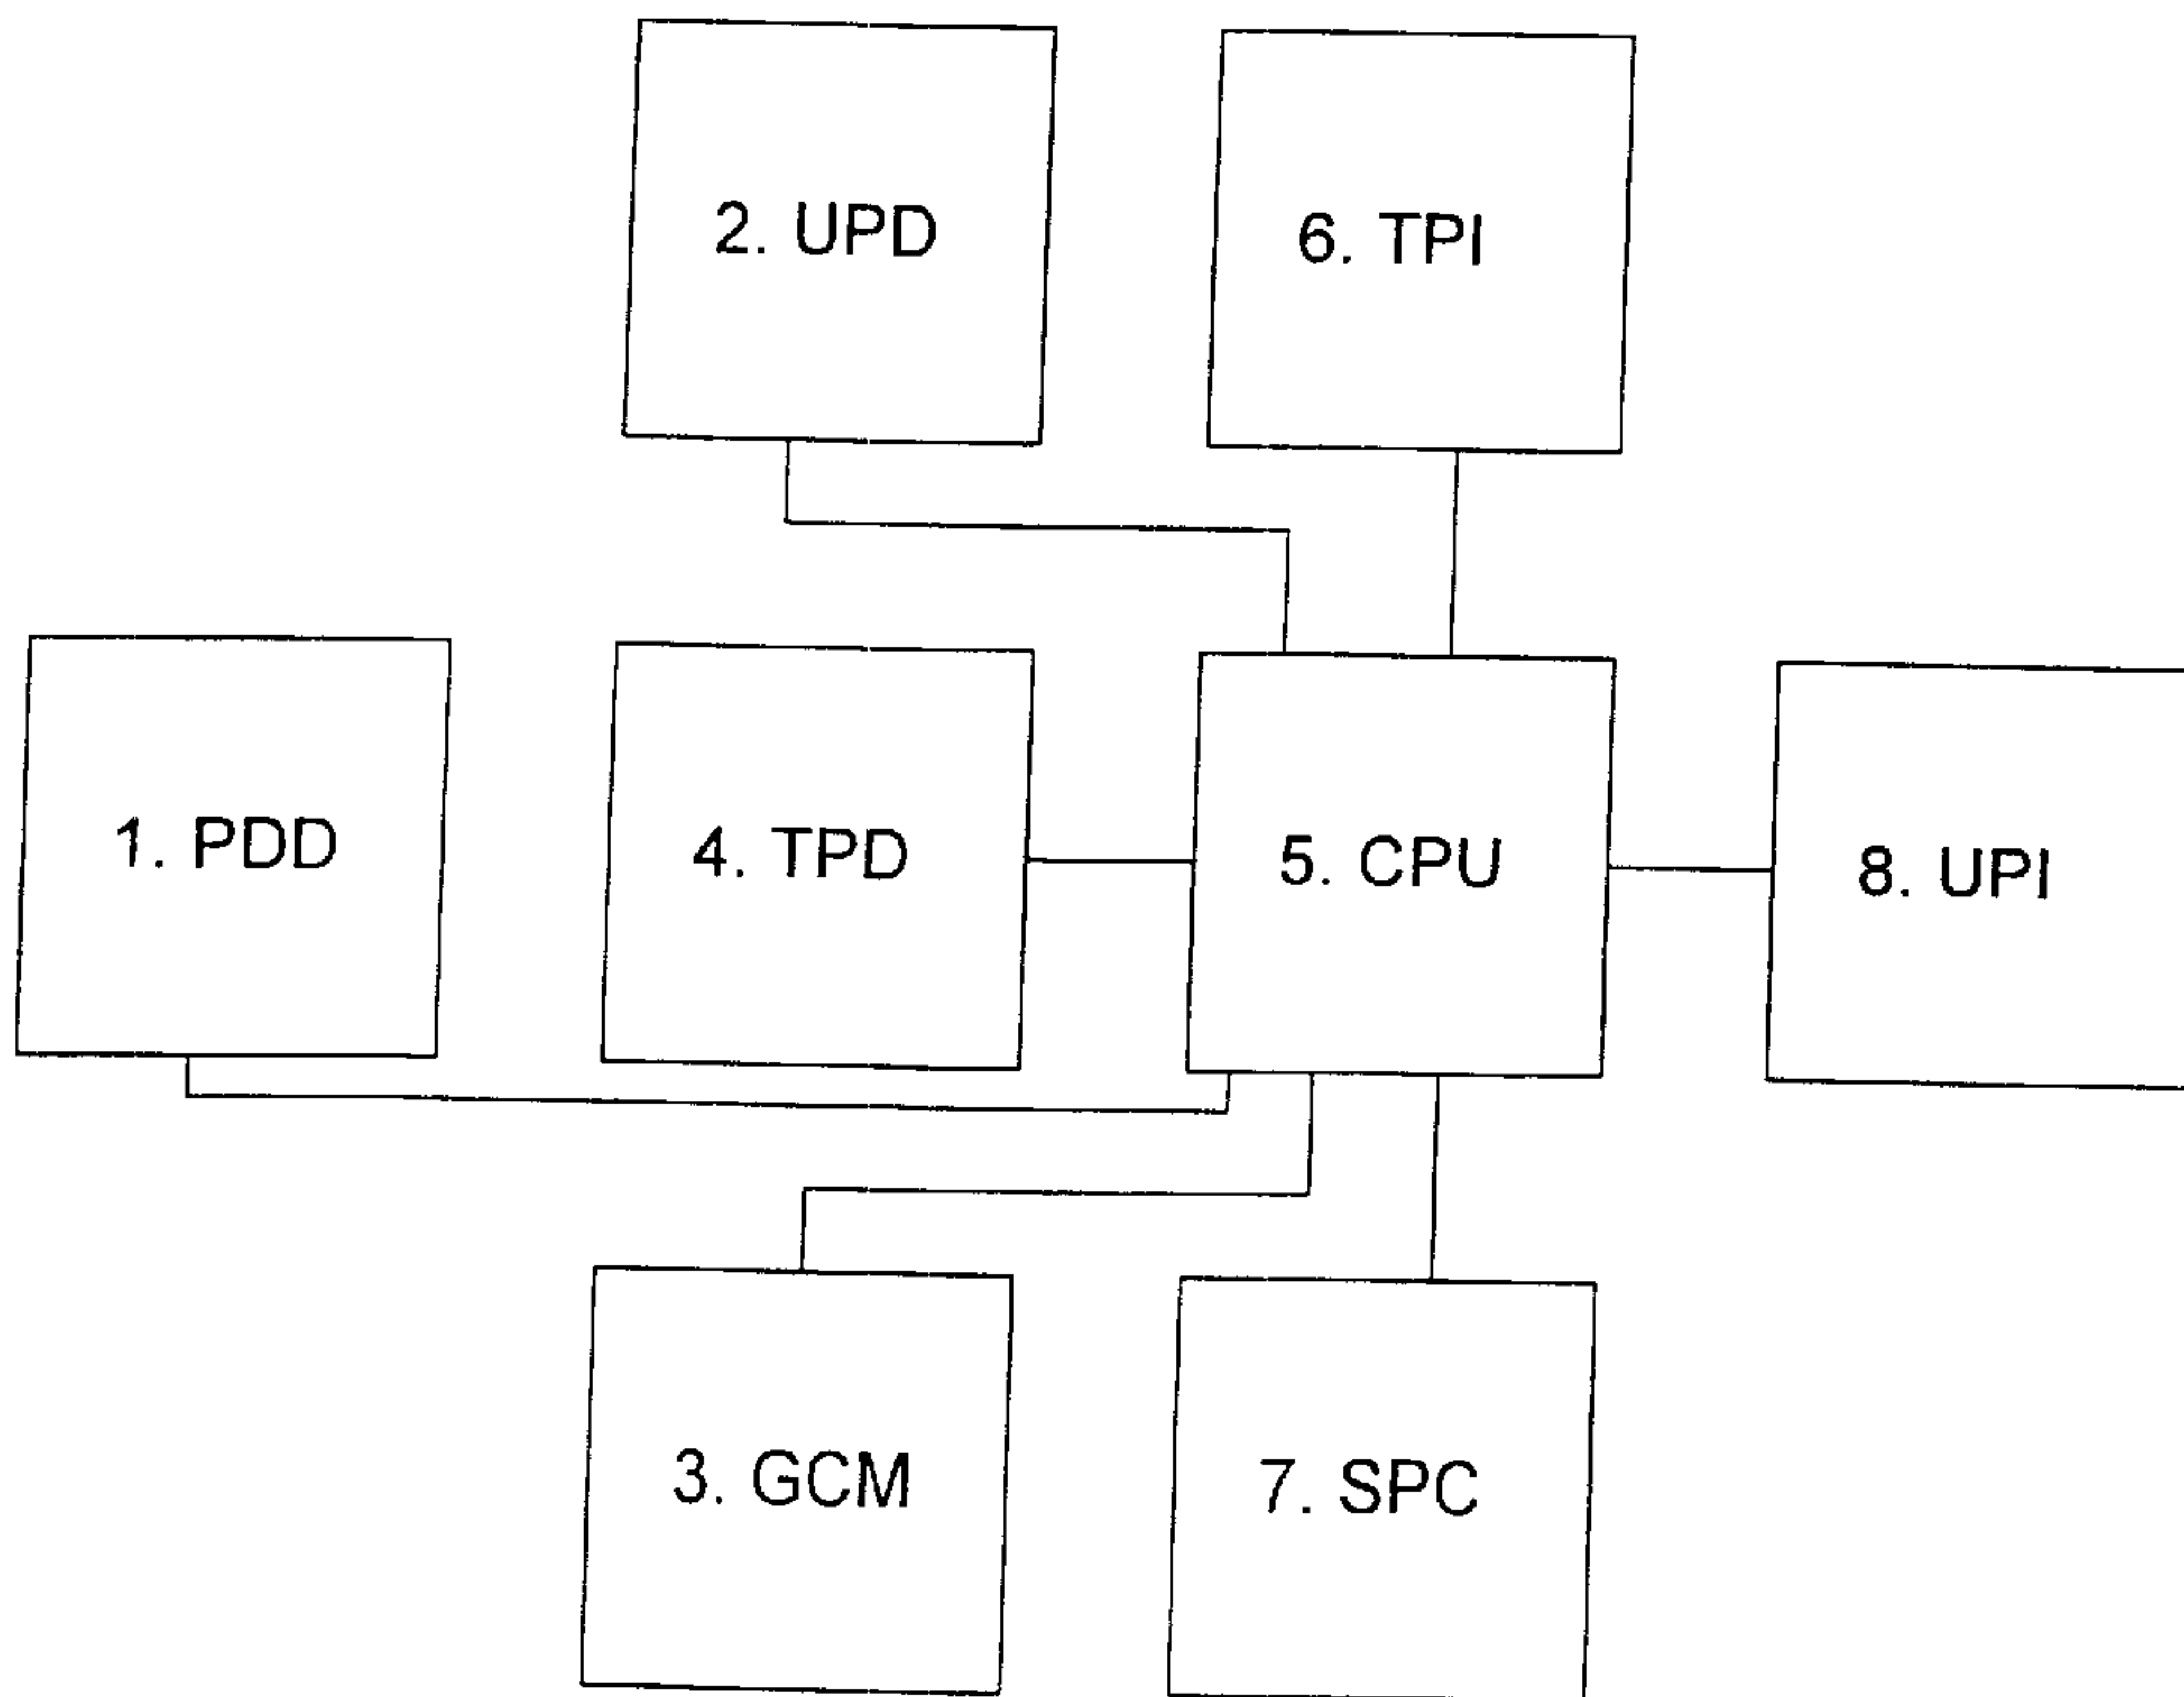 2. UPD
6. TPI
1. PDD
4. TPD
5. CPU
8. UPI
3. GCM
7. SPC